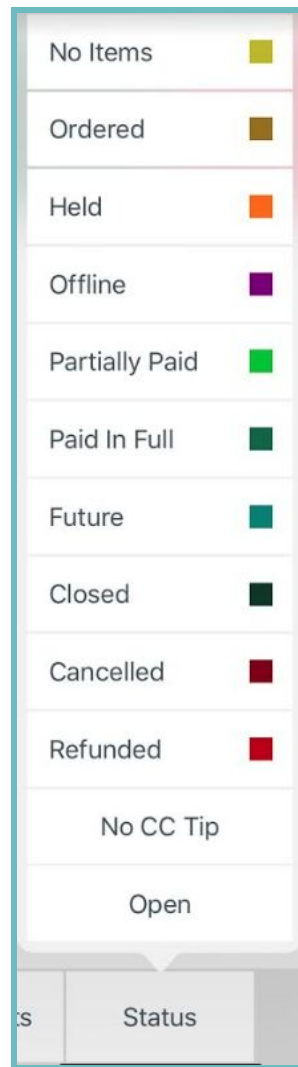 No Items
Ordered
Held
Offline
Partially Paid
Paid In Full
Future
Closed
Cancelled
Refunded
No CC Tip
Open
ts Status